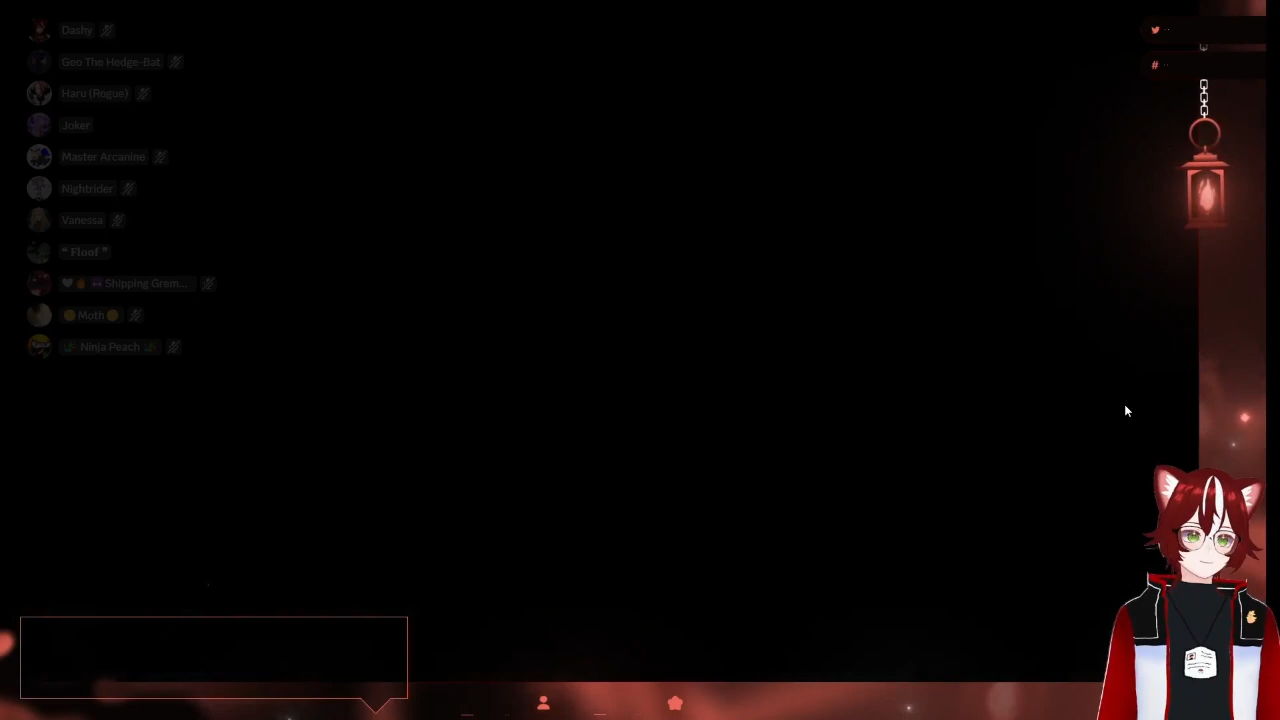 Dashy
Geo The Hedge-Bat
Haru (Rogue)
Joker
Master Arcanine
Nightrider
Vanessa
❝ Floof ❞
Shipping Grem...
Moth
Ninja Peach